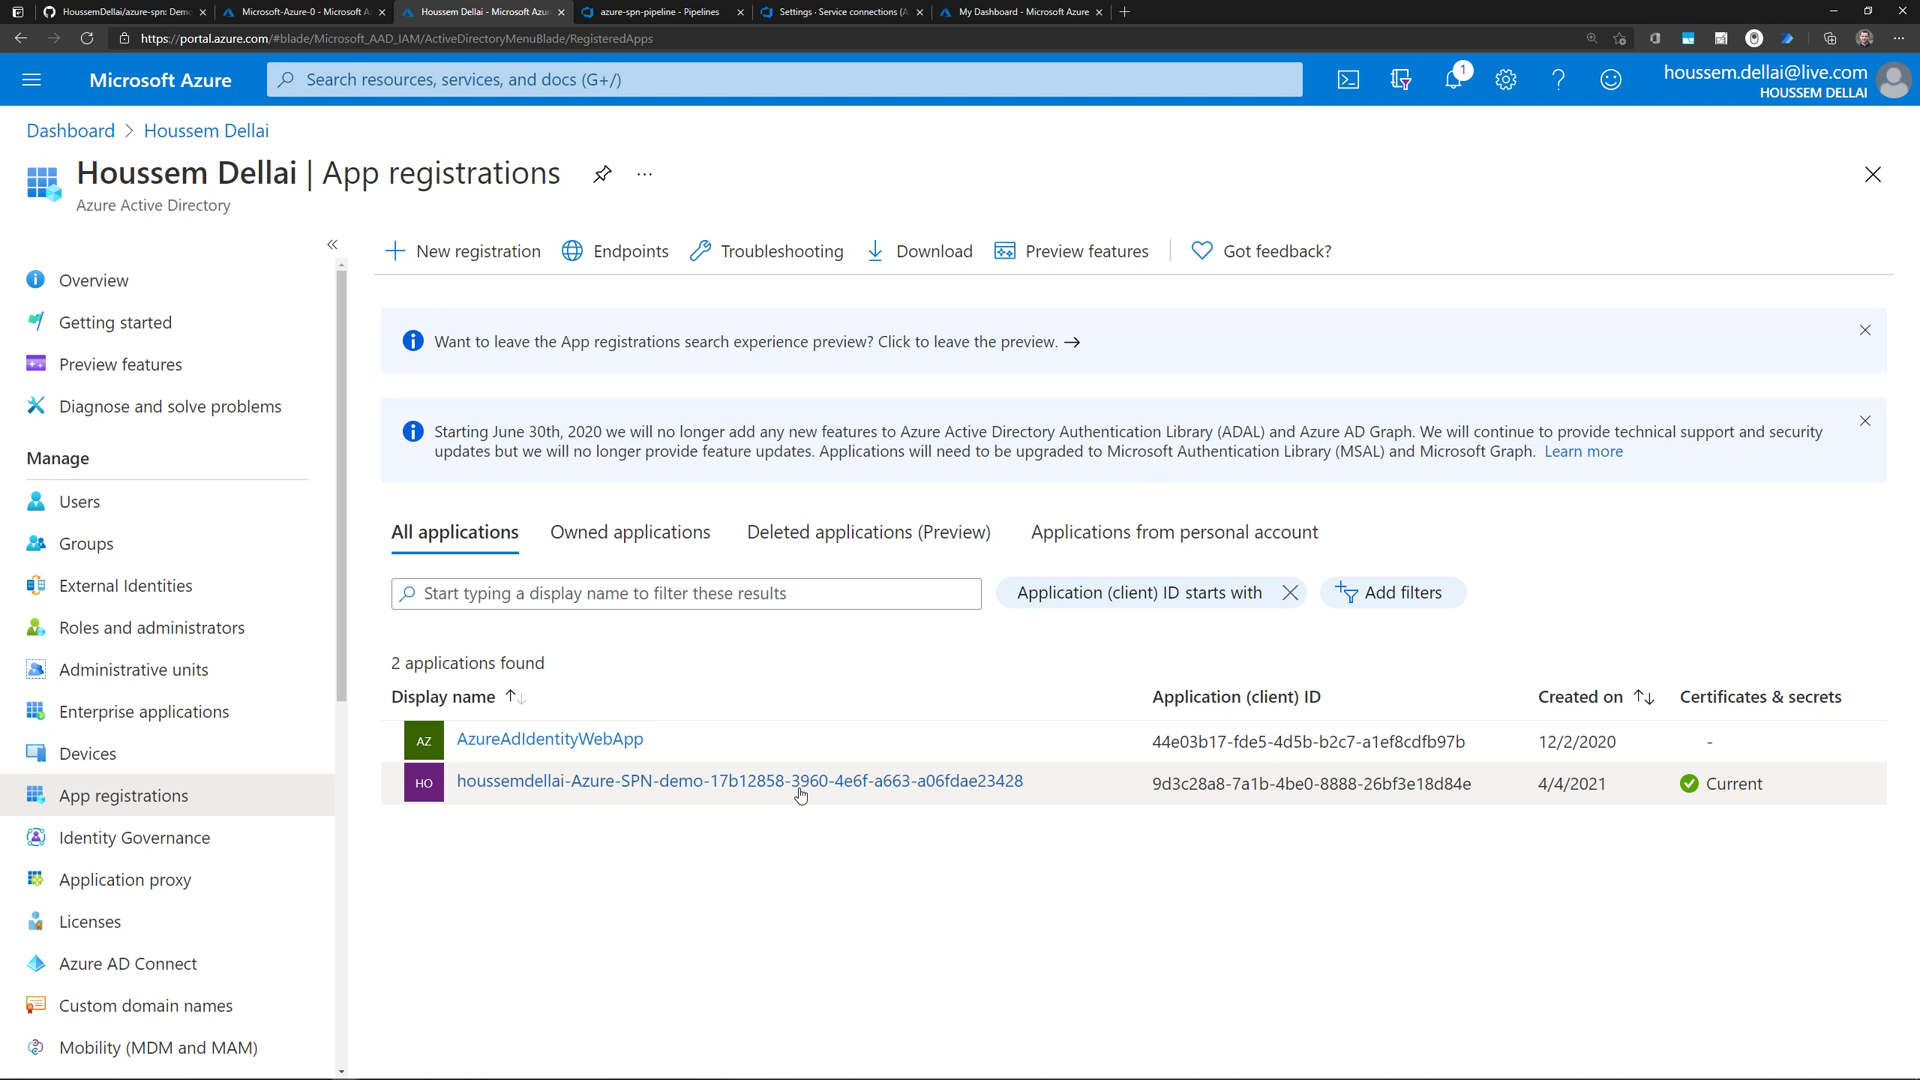 HoussemDellai/azure-spn: Demo
Microsoft-Azure-0 - Microsoft A
Houssem Dellai - Microsoft Azur
azure-spn-pipeline - Pipelines
Settings · Service connections (A
My Dashboard - Microsoft Azure
https://portal.azure.com/#blade/Microsoft_AAD_IAM/ActiveDirectoryMenuBlade/RegisteredApps
Microsoft Azure
Search resources, services, and docs (G+/)
1
houssem.dellai@live.com
HOUSSEM DELLAI
Dashboard > Houssem Dellai
Houssem Dellai | App registrations
Azure Active Directory
New registration
Endpoints
Troubleshooting
Download
Preview features
Got feedback?
Overview
Getting started
Preview features
Diagnose and solve problems
Manage
Users
Groups
External Identities
Roles and administrators
Administrative units
Enterprise applications
Devices
App registrations
Identity Governance
Application proxy
Licenses
Azure AD Connect
Custom domain names
Mobility (MDM and MAM)
Want to leave the App registrations search experience preview? Click to leave the preview. →
Starting June 30th, 2020 we will no longer add any new features to Azure Active Directory Authentication Library (ADAL) and Azure AD Graph. We will continue to provide technical support and security
updates but we will no longer provide feature updates. Applications will need to be upgraded to Microsoft Authentication Library (MSAL) and Microsoft Graph. Learn more
All applications
Owned applications
Deleted applications (Preview)
Applications from personal account
Start typing a display name to filter these results
Application (client) ID starts with
Add filters
2 applications found
Display name
Application (client) ID
Created on
Certificates & secrets
AZ
AzureAdIdentityWebApp
44e03b17-fde5-4d5b-b2c7-a1ef8cdfb97b
12/2/2020
-
HO
houssemdellai-Azure-SPN-demo-17b12858-3960-4e6f-a663-a06fdae23428
9d3c28a8-7a1b-4be0-8888-26bf3e18d84e
4/4/2021
Current